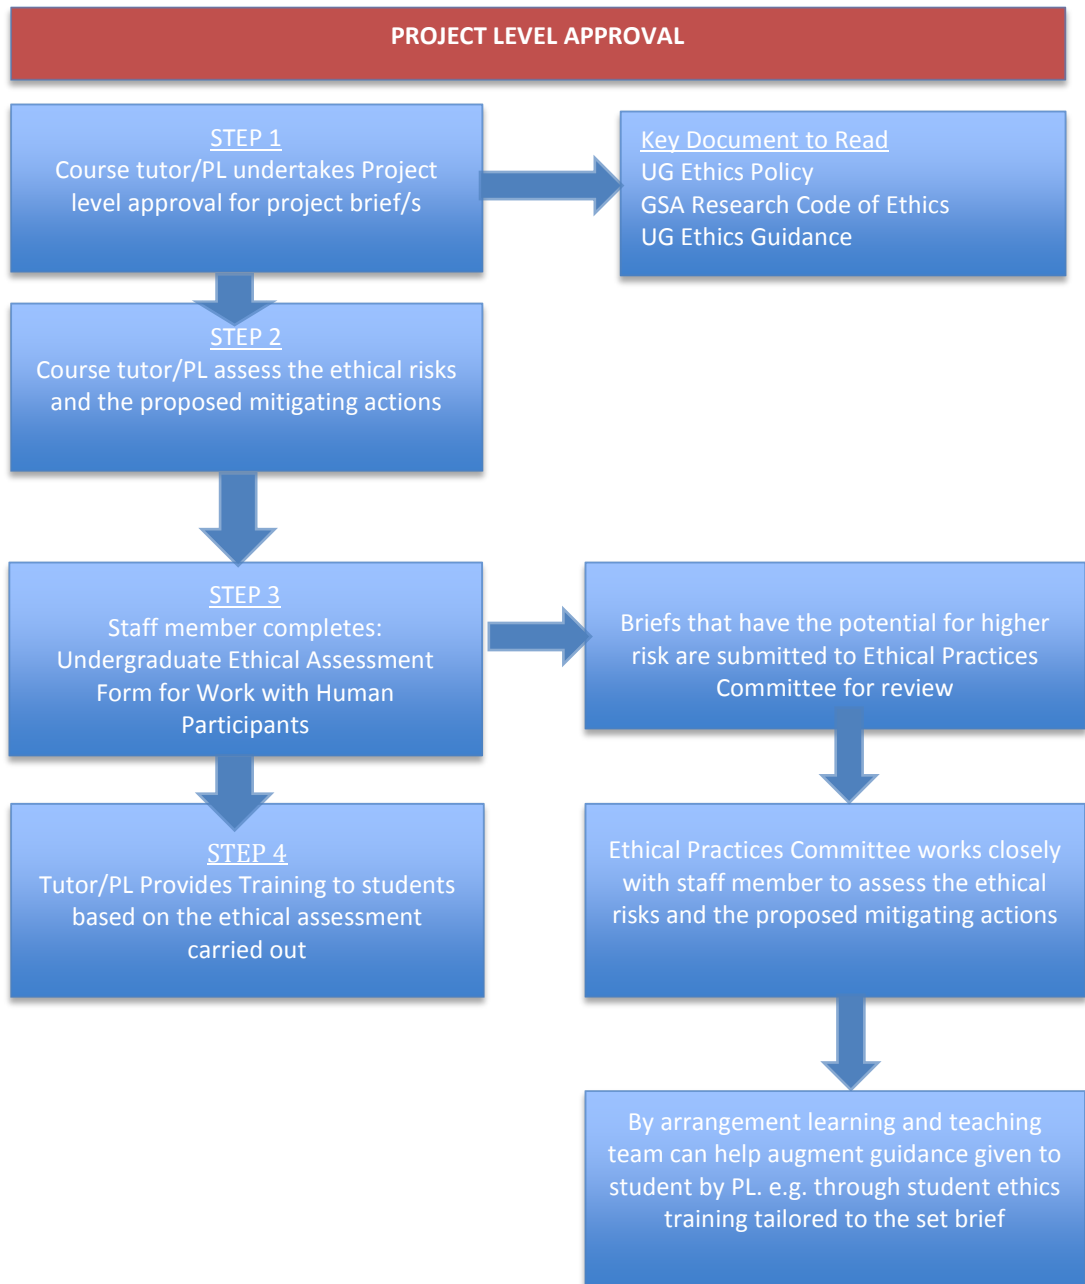 PROJECT LEVEL APPROVAL
STEP 1
Course tutor/PL undertakes Project
level approval for project brief/s
Key Document to Read
UG Ethics Policy
GSA Research Code of Ethics
UG Ethics Guidance
STEP 2
Course tutor/PL assess the ethical risks
and the proposed mitigating actions
STEP 3
Staff member completes:
Undergraduate Ethical Assessment
Form for Work with Human
Participants
Briefs that have the potential for higher
risk are submitted to Ethical Practices
Committee for review
STEP 4
Tutor/PL Provides Training to students
based on the ethical assessment
carried out
Ethical Practices Committee works closely
with staff member to assess the ethical
risks and the proposed mitigating actions
By arrangement learning and teaching
team can help augment guidance given to
student by PL. e.g. through student ethics
training tailored to the set brief